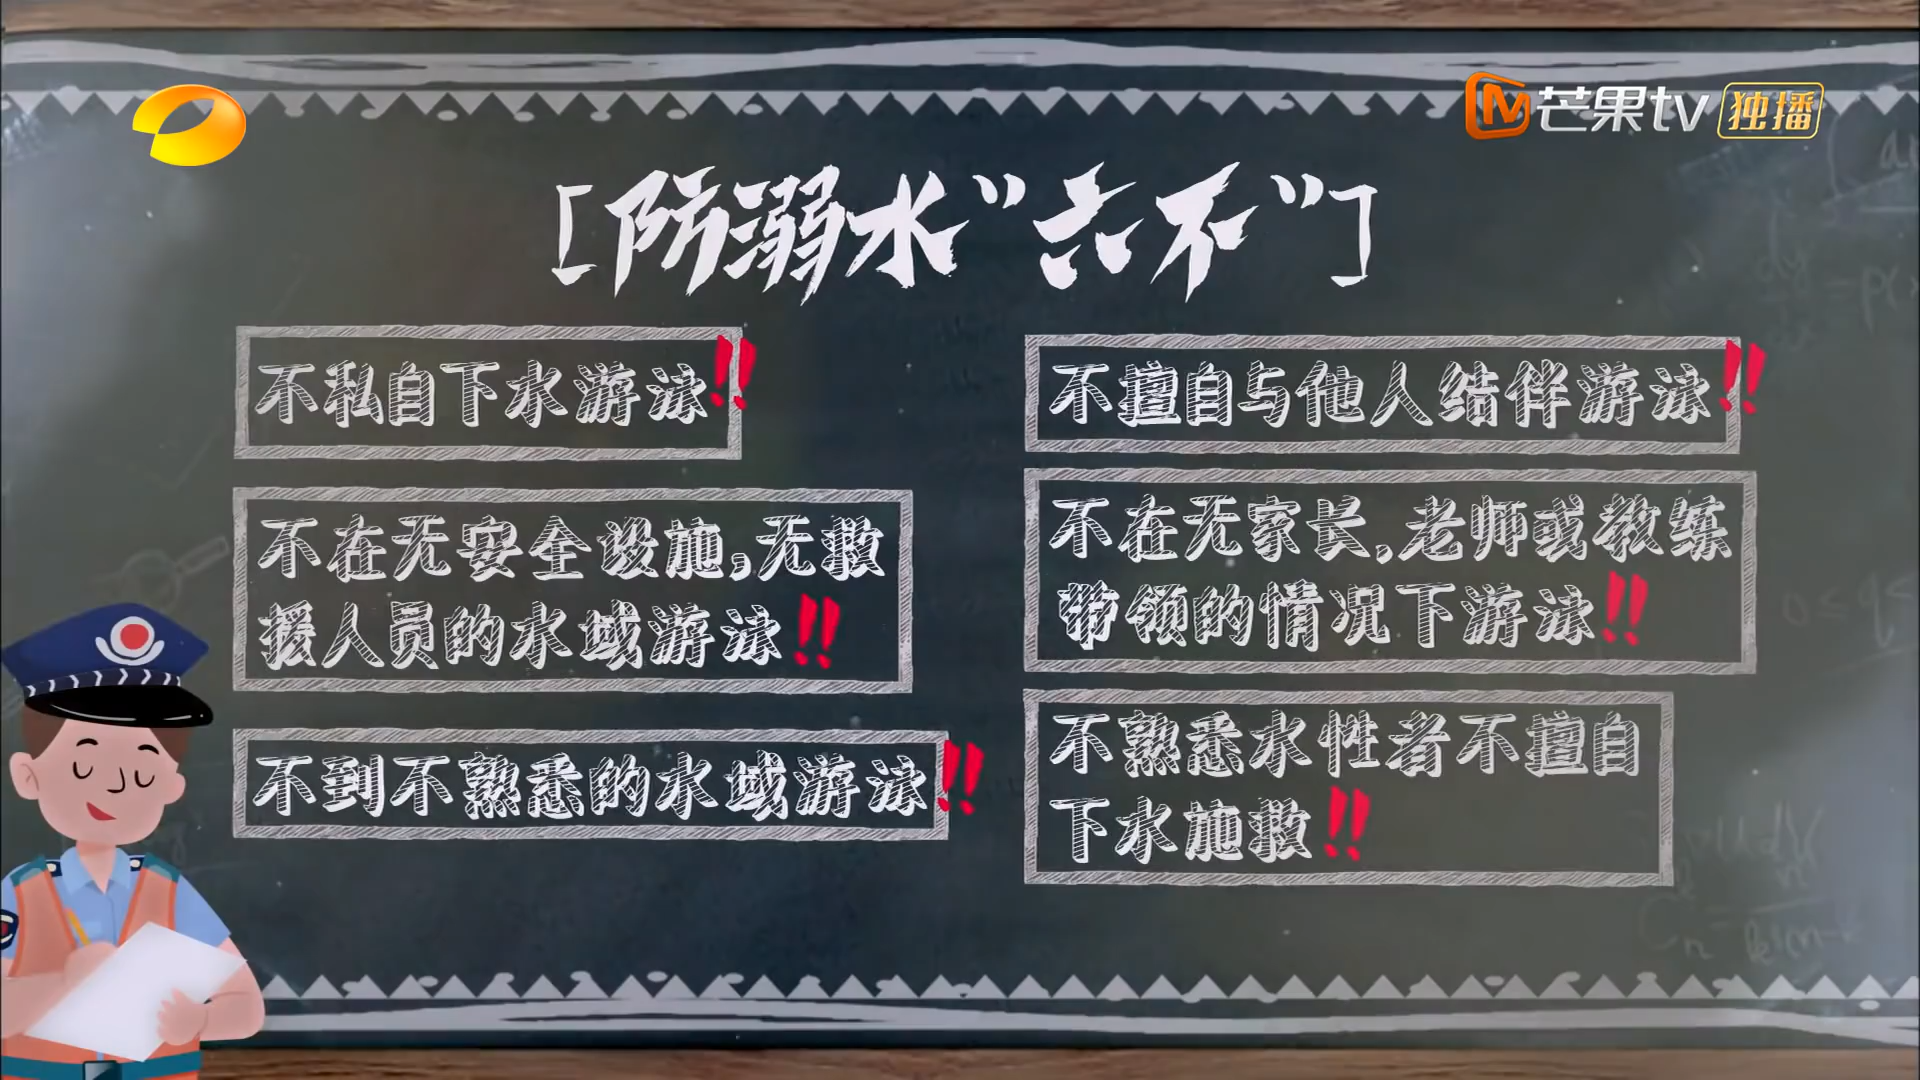 芒果tv 独播
[防溺水”六不”]
不私自下水游泳!!
不擅自与他人结伴游泳!!
不在无安全设施,无救
援人员的水域游泳!!
不在无家长,老师或教练
带领的情况下游泳!!
不到不熟悉的水域游泳!!
不熟悉水性者不擅自
下水施救!!